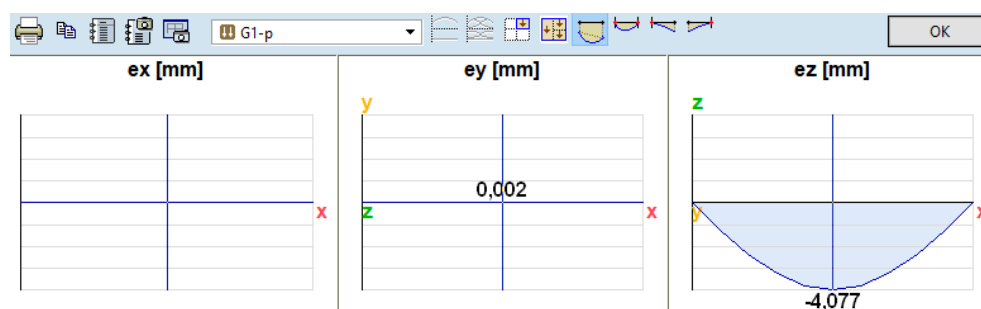 G1-p
OK
ex [mm]
ey [mm]
ez [mm]
y
z
0,002
x
z
x
y
x
-4,077